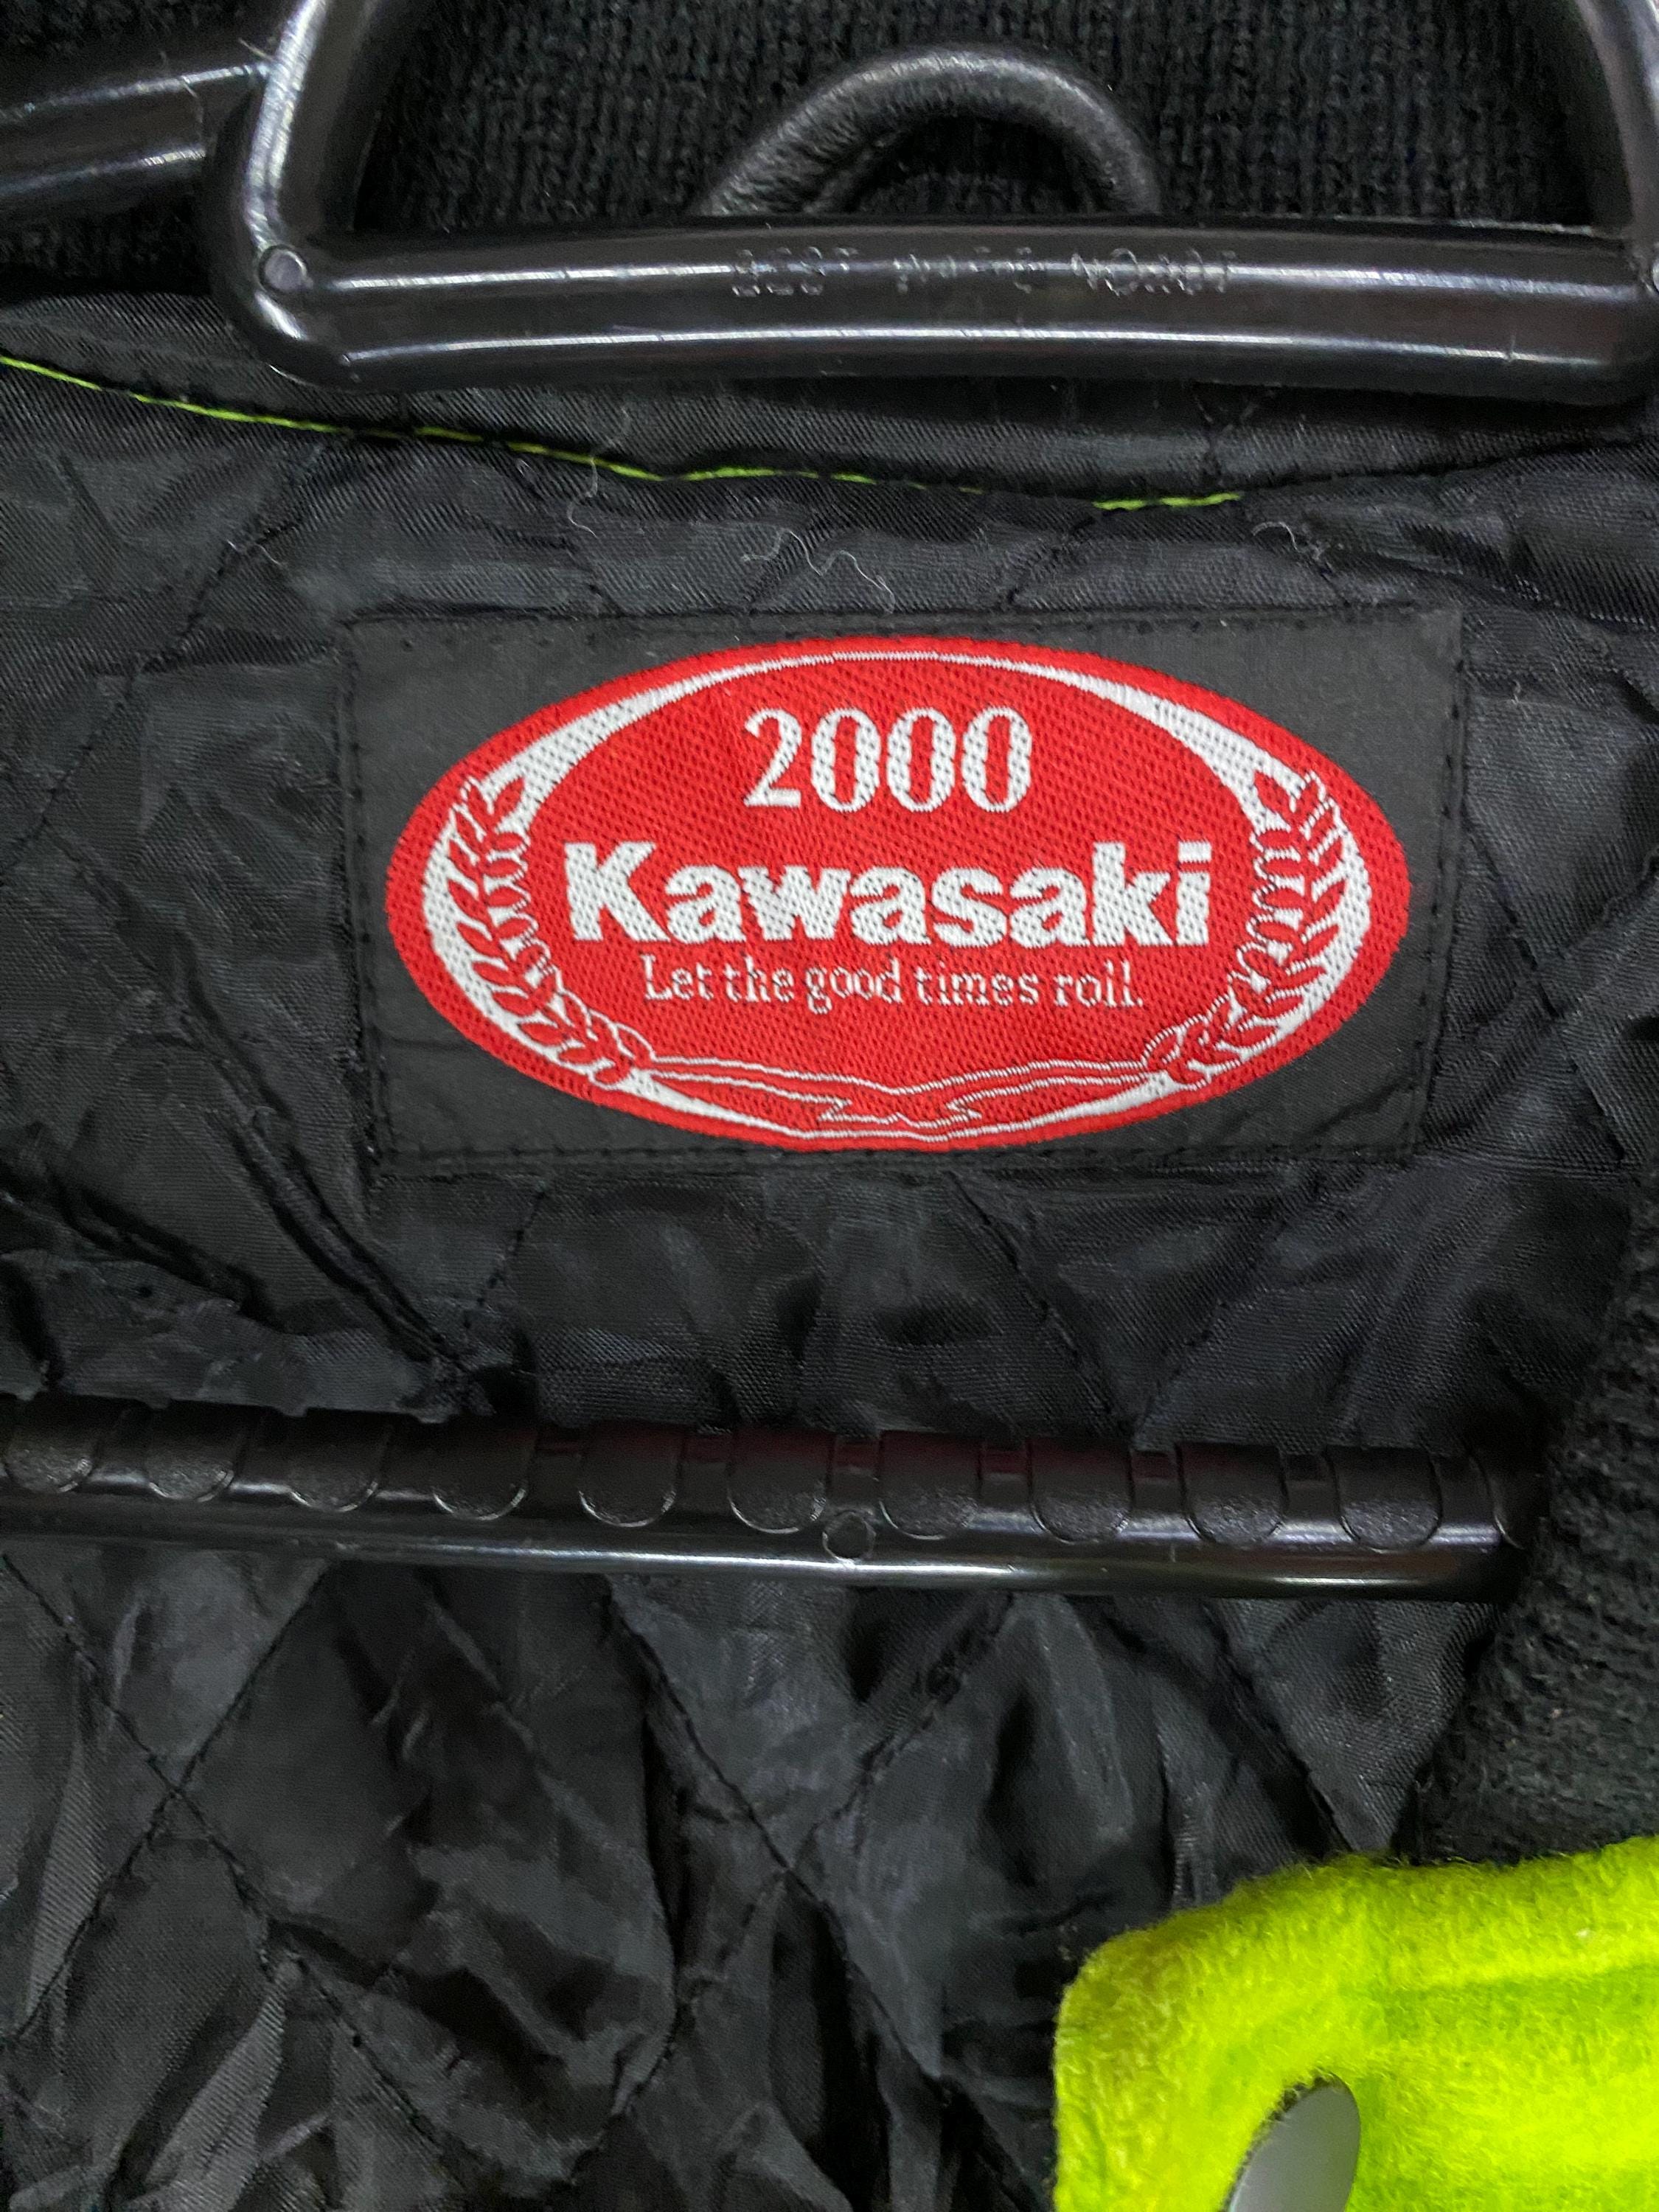 2000
Kawasaki
Let the good times roll.